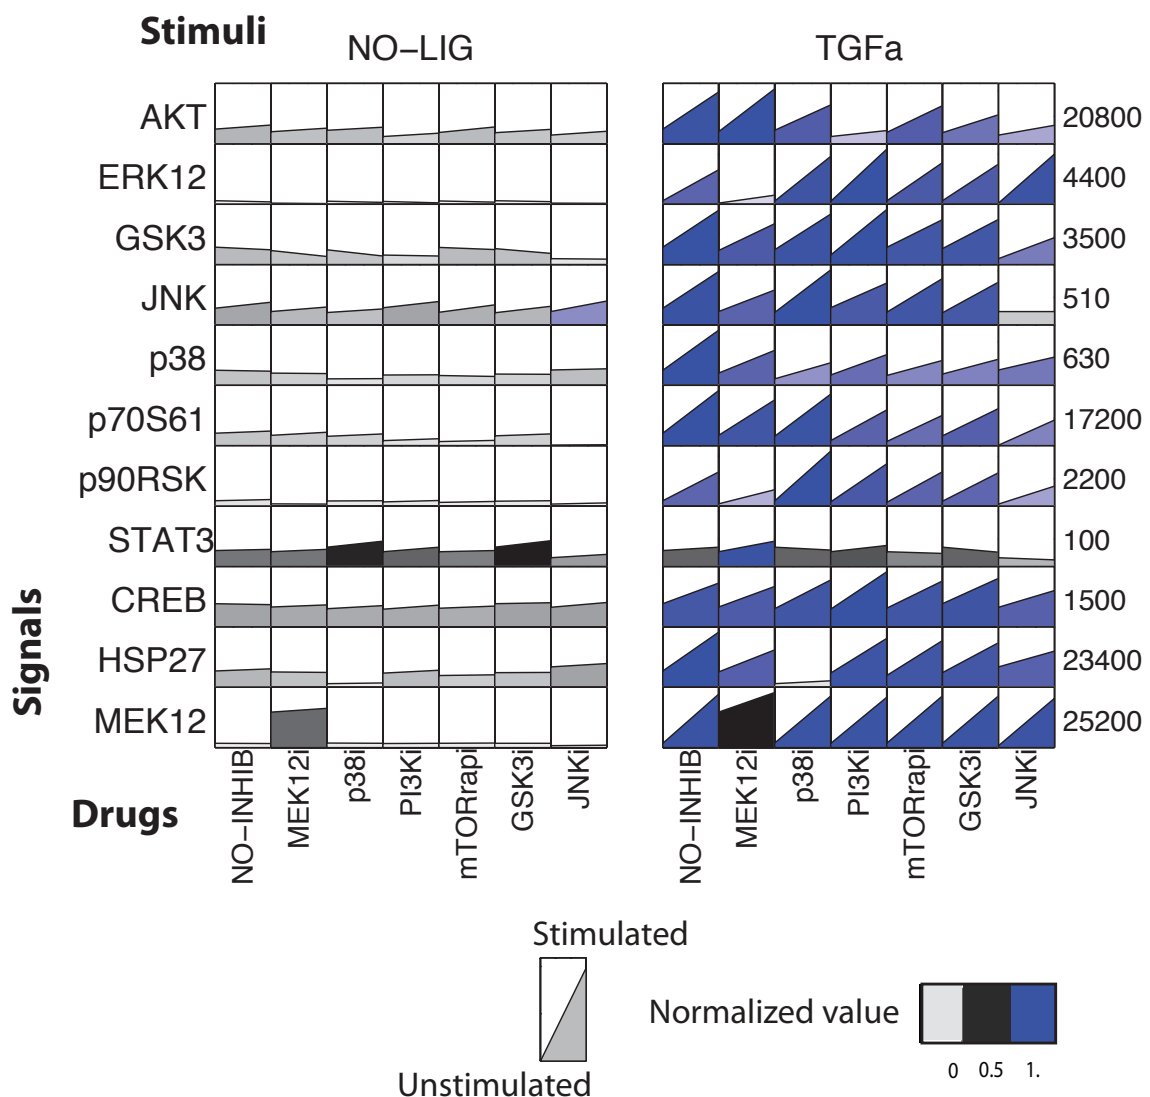 Stimuli
NO−LIG
TGFa
AKT
20800
ERK12
4400
GSK3
3500
JNK
510
p38
630
p70S61
17200
p90RSK
2200
STAT3
100
CREB
1500
HSP27
23400
MEK12
25200
Signals
Drugs
NO−INHIB
MEK12i
p38i
PI3Ki
mTORrapi
GSK3i
JNKi
NO−INHIB
MEK12i
p38i
PI3Ki
mTORrapi
GSK3i
JNKi
Stimulated
Unstimulated
Normalized value
0 0.5 1.